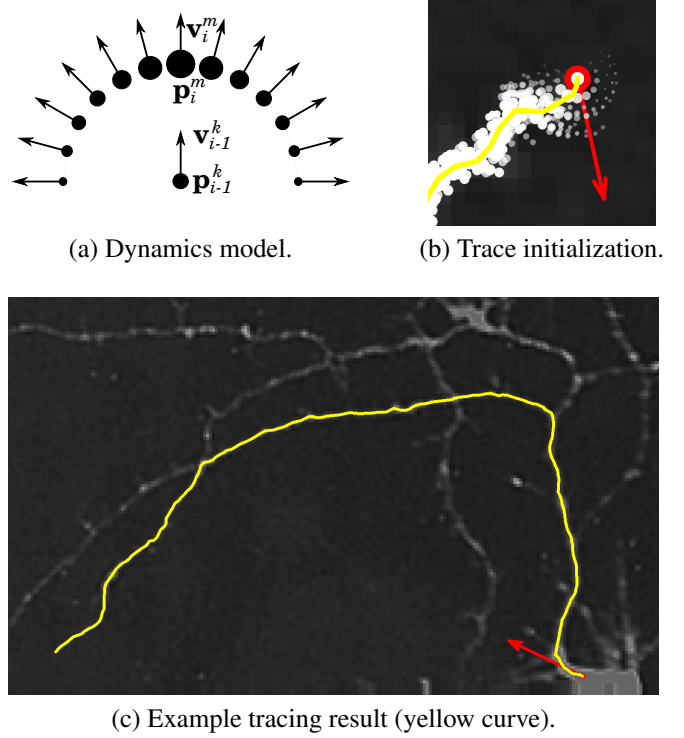 v_i^m
p_i^m
v_{i-1}^k
p_{i-1}^k
(a) Dynamics model.
(b) Trace initialization.
(c) Example tracing result (yellow curve).